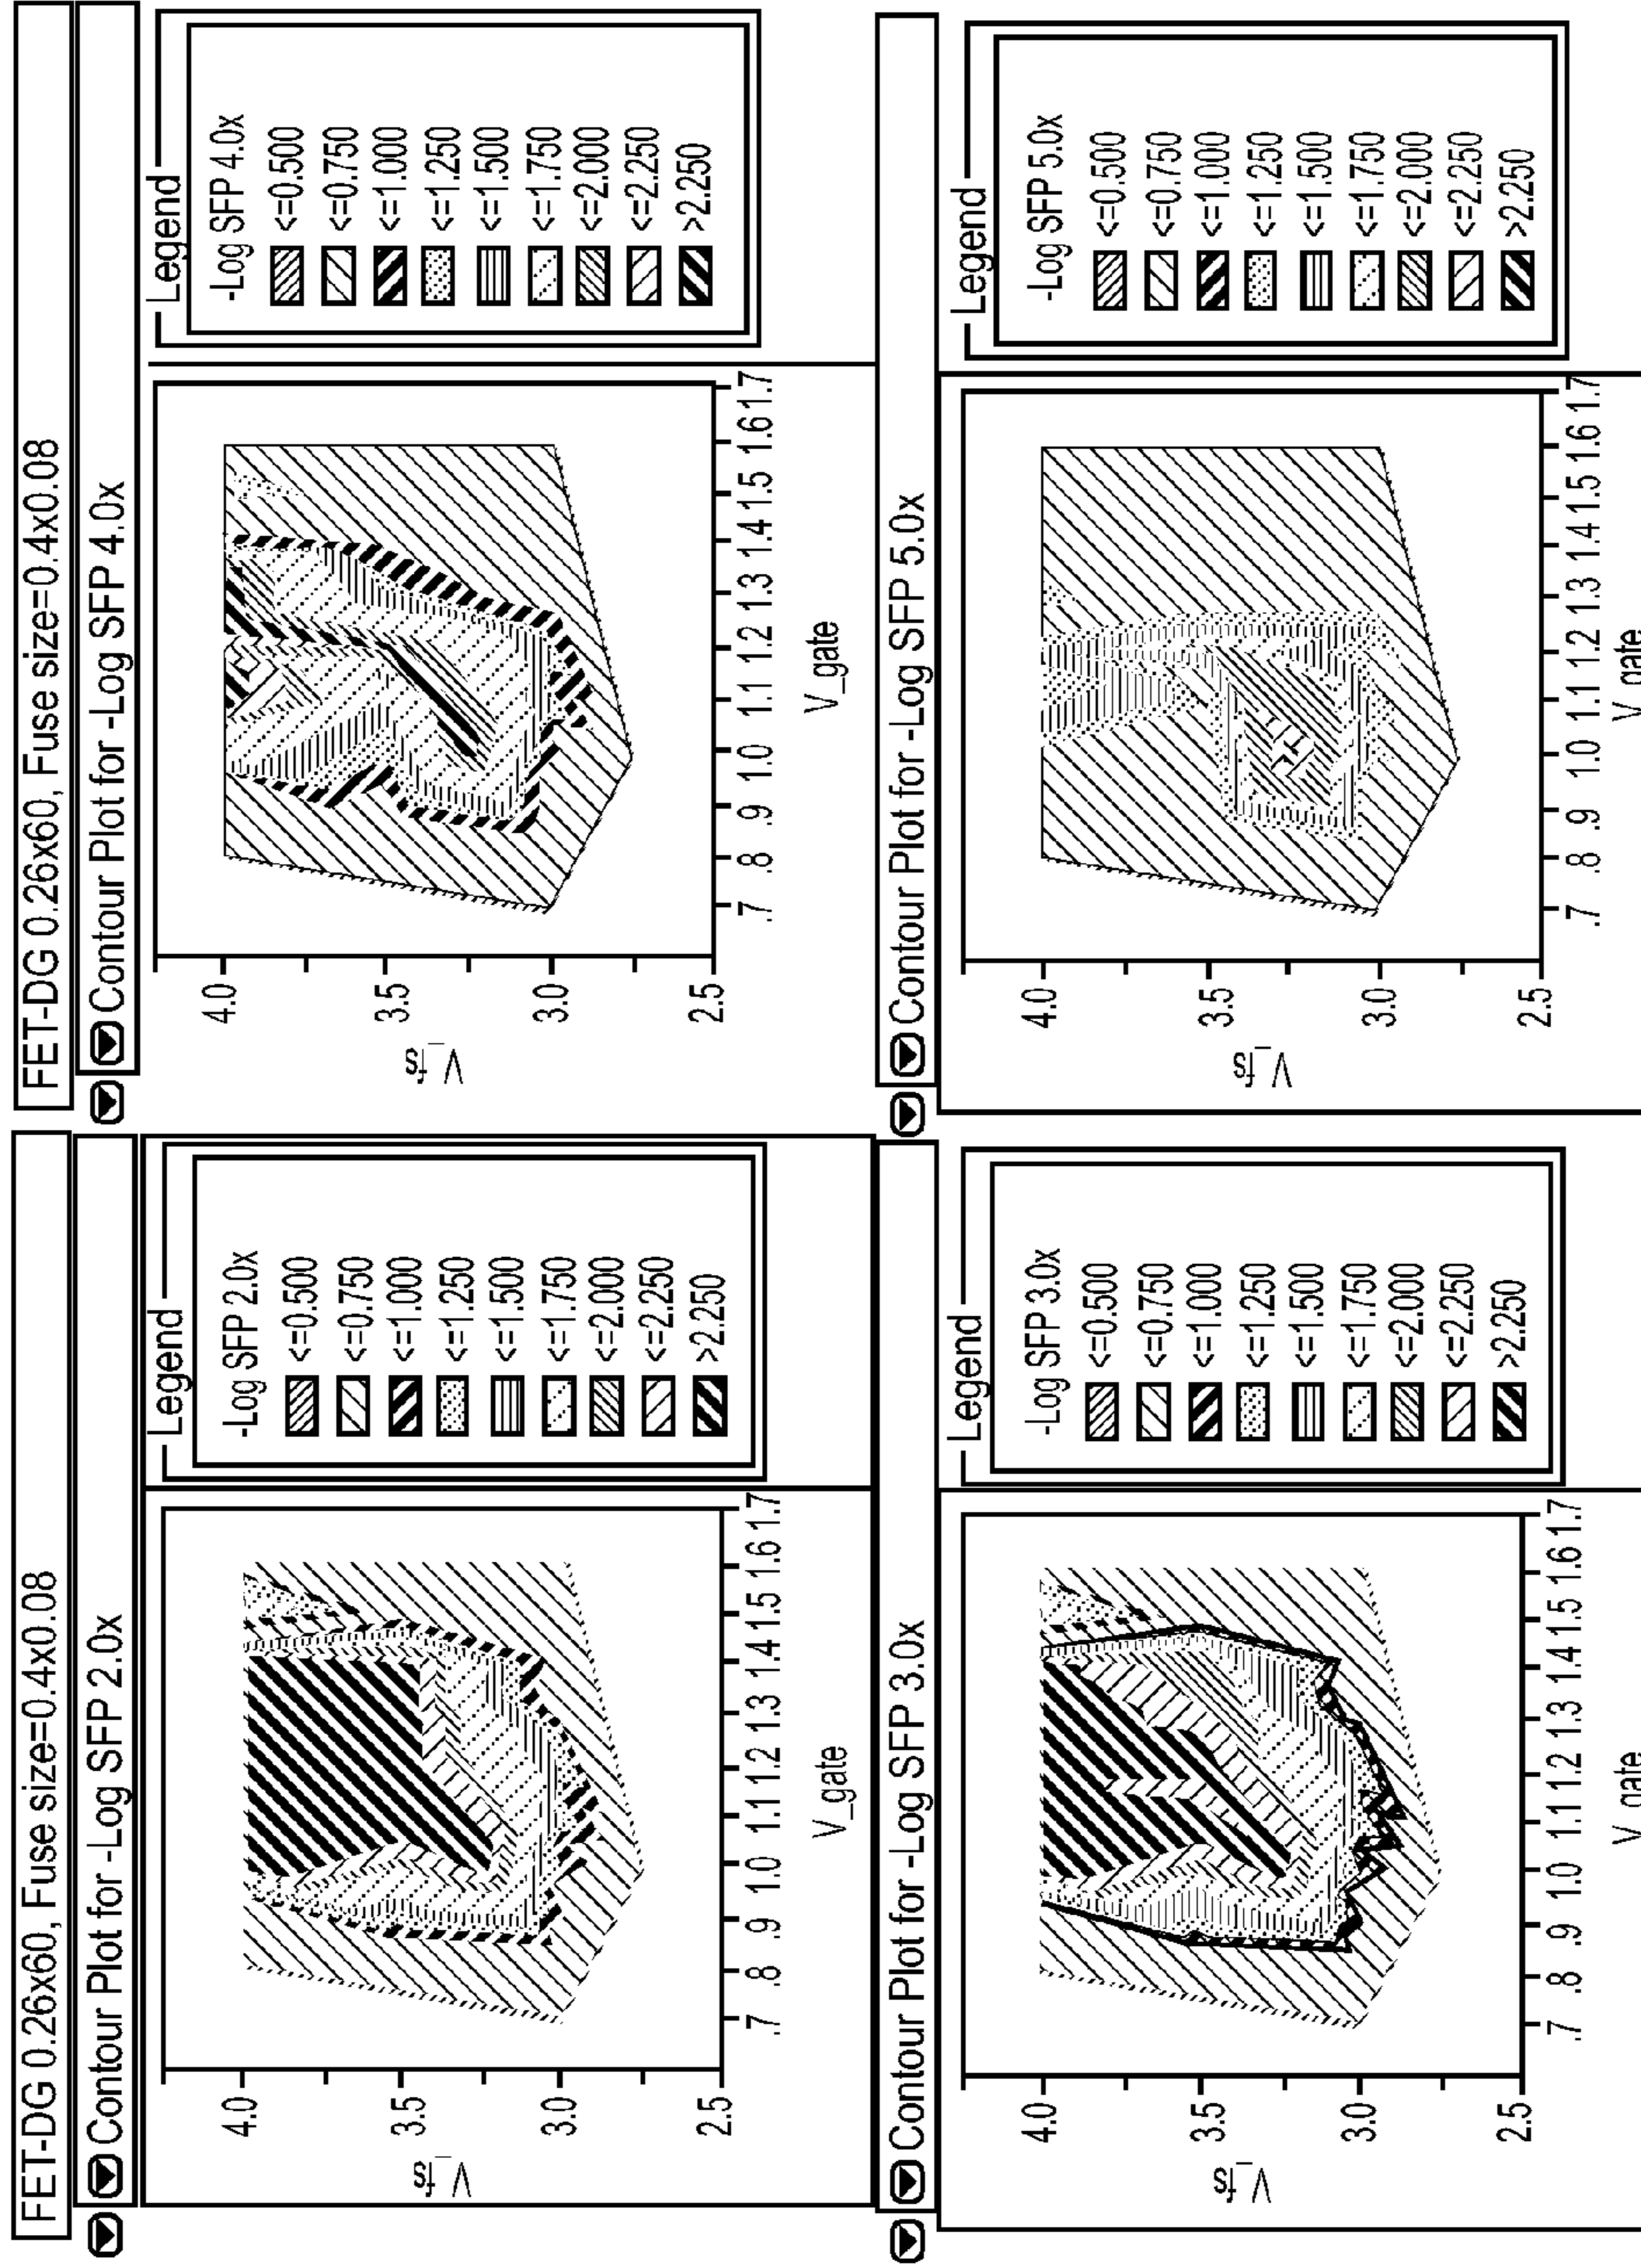 FET-DG 0.26x60, Fuse size=0.4x0.08
Contour Plot for -Log SFP 2.0x
V_fs
4.0
3.5
3.0
2.5
.7 .8 .9 1.0 1.1 1.2 1.3 1.4 1.5 1.6 1.7
V_gate
Legend
-Log SFP 2.0x
<=0.500
<=0.750
<=1.000
<=1.250
<=1.500
<=1.750
<=2.000
<=2.250
>2.250
FET-DG 0.26x60, Fuse size=0.4x0.08
Contour Plot for -Log SFP 4.0x
V_fs
4.0
3.5
3.0
2.5
.7 .8 .9 1.0 1.1 1.2 1.3 1.4 1.5 1.6 1.7
V_gate
Legend
-Log SFP 4.0x
<=0.500
<=0.750
<=1.000
<=1.250
<=1.500
<=1.750
<=2.000
<=2.250
>2.250
Contour Plot for -Log SFP 3.0x
V_fs
4.0
3.5
3.0
2.5
.7 .8 .9 1.0 1.1 1.2 1.3 1.4 1.5 1.6 1.7
V_gate
Legend
-Log SFP 3.0x
<=0.500
<=0.750
<=1.000
<=1.250
<=1.500
<=1.750
<=2.000
<=2.250
>2.250
Contour Plot for -Log SFP 5.0x
V_fs
4.0
3.5
3.0
2.5
.7 .8 .9 1.0 1.1 1.2 1.3 1.4 1.5 1.6 1.7
V_gate
Legend
-Log SFP 5.0x
<=0.500
<=0.750
<=1.000
<=1.250
<=1.500
<=1.750
<=2.000
<=2.250
>2.250